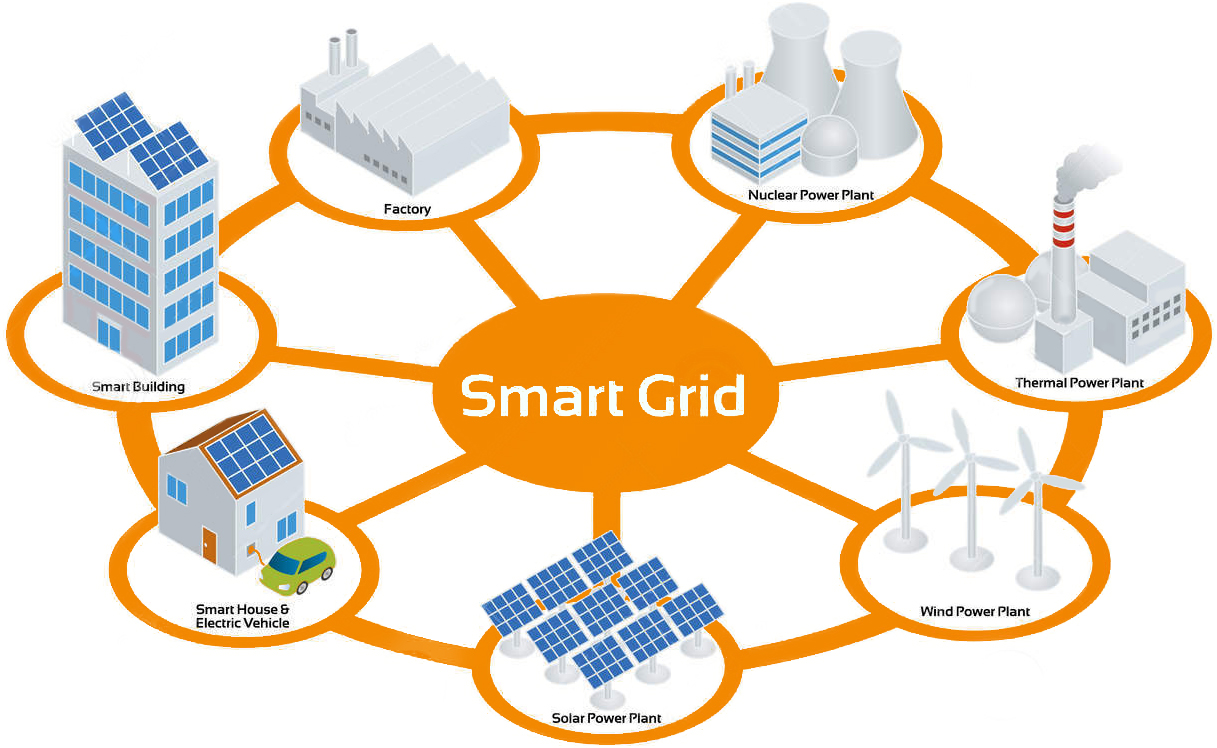 Factory
Nuclear Power Plant
Smart Building
Smart Grid
Thermal Power Plant
Smart House &
Electric Vehicle
Wind Power Plant
Solar Power Plant